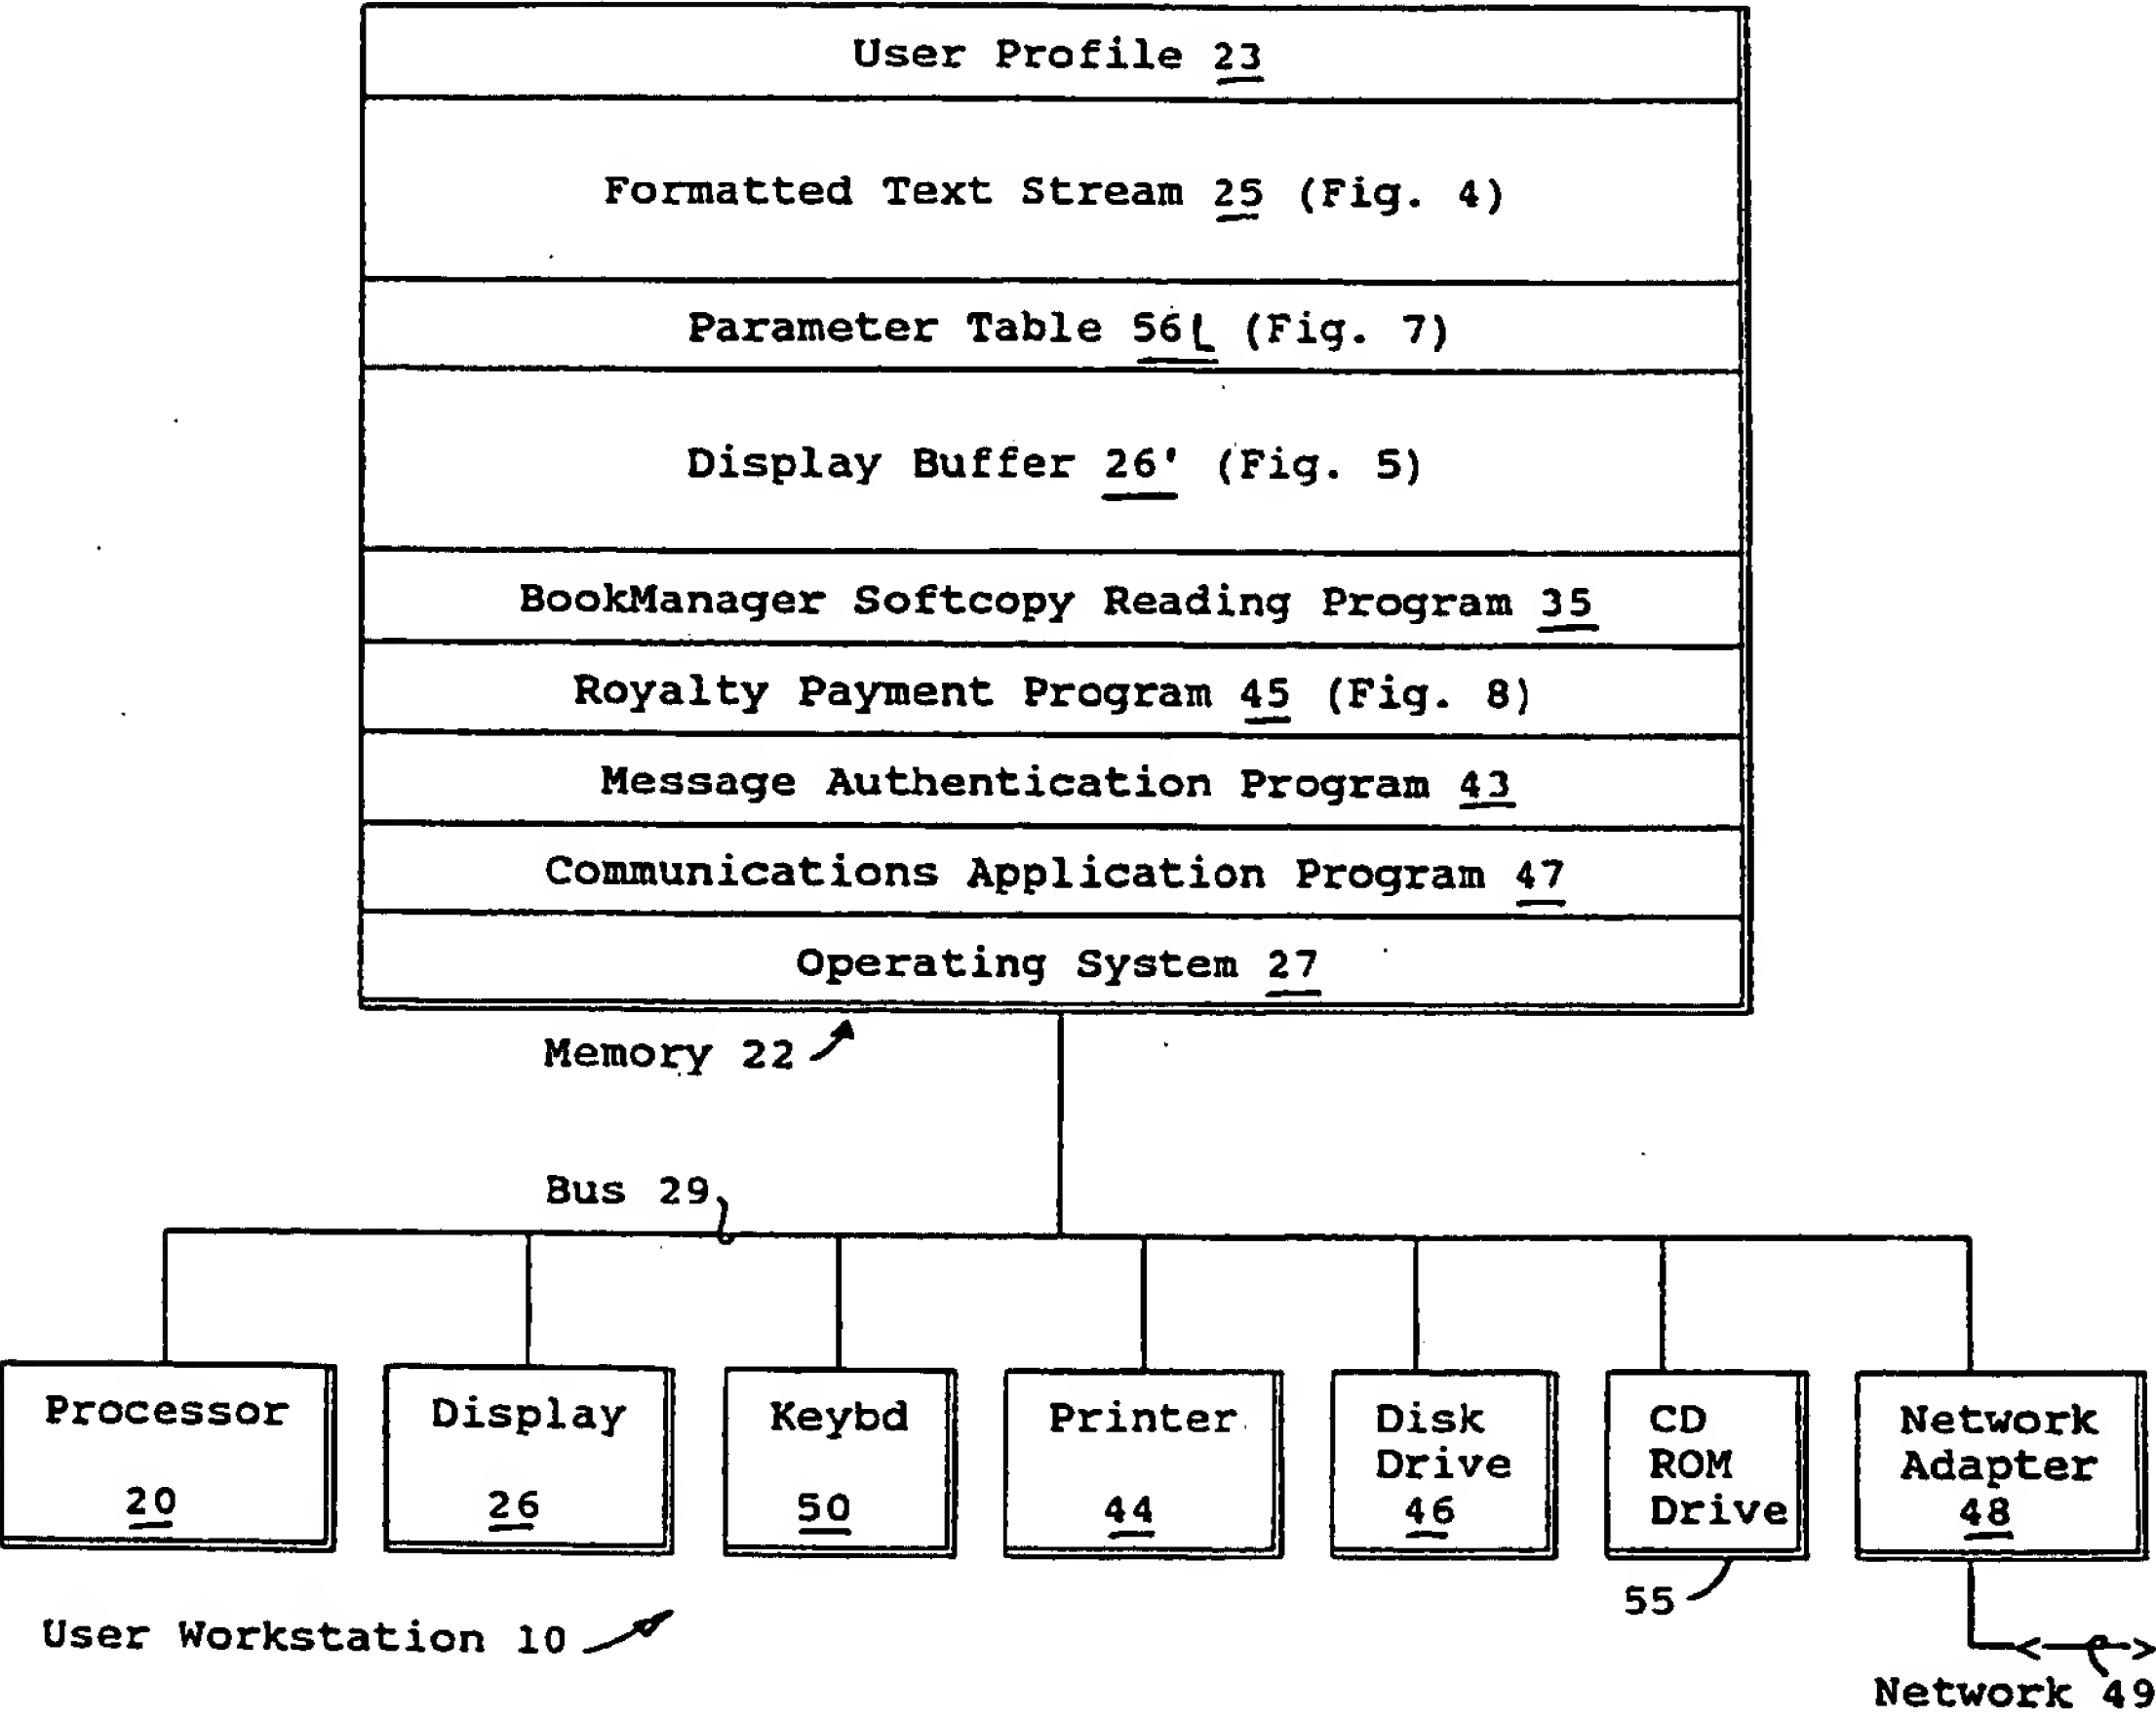 User Profile 23
Formatted Text Stream 25 (Fig. 4)
Parameter Table 56L (Fig. 7)
Display Buffer 26' (Fig. 5)
BookManager Softcopy Reading Program 35
Royalty Payment Program 45 (Fig. 8)
Message Authentication Program 43
Communications Application Program 47
Operating System 27
Memory 22
Bus 29
Processor
20
Display
26
Keybd
50
Printer
44
Disk
Drive
46
CD
ROM
Drive
55
Network
Adapter
48
User Workstation 10
Network 49